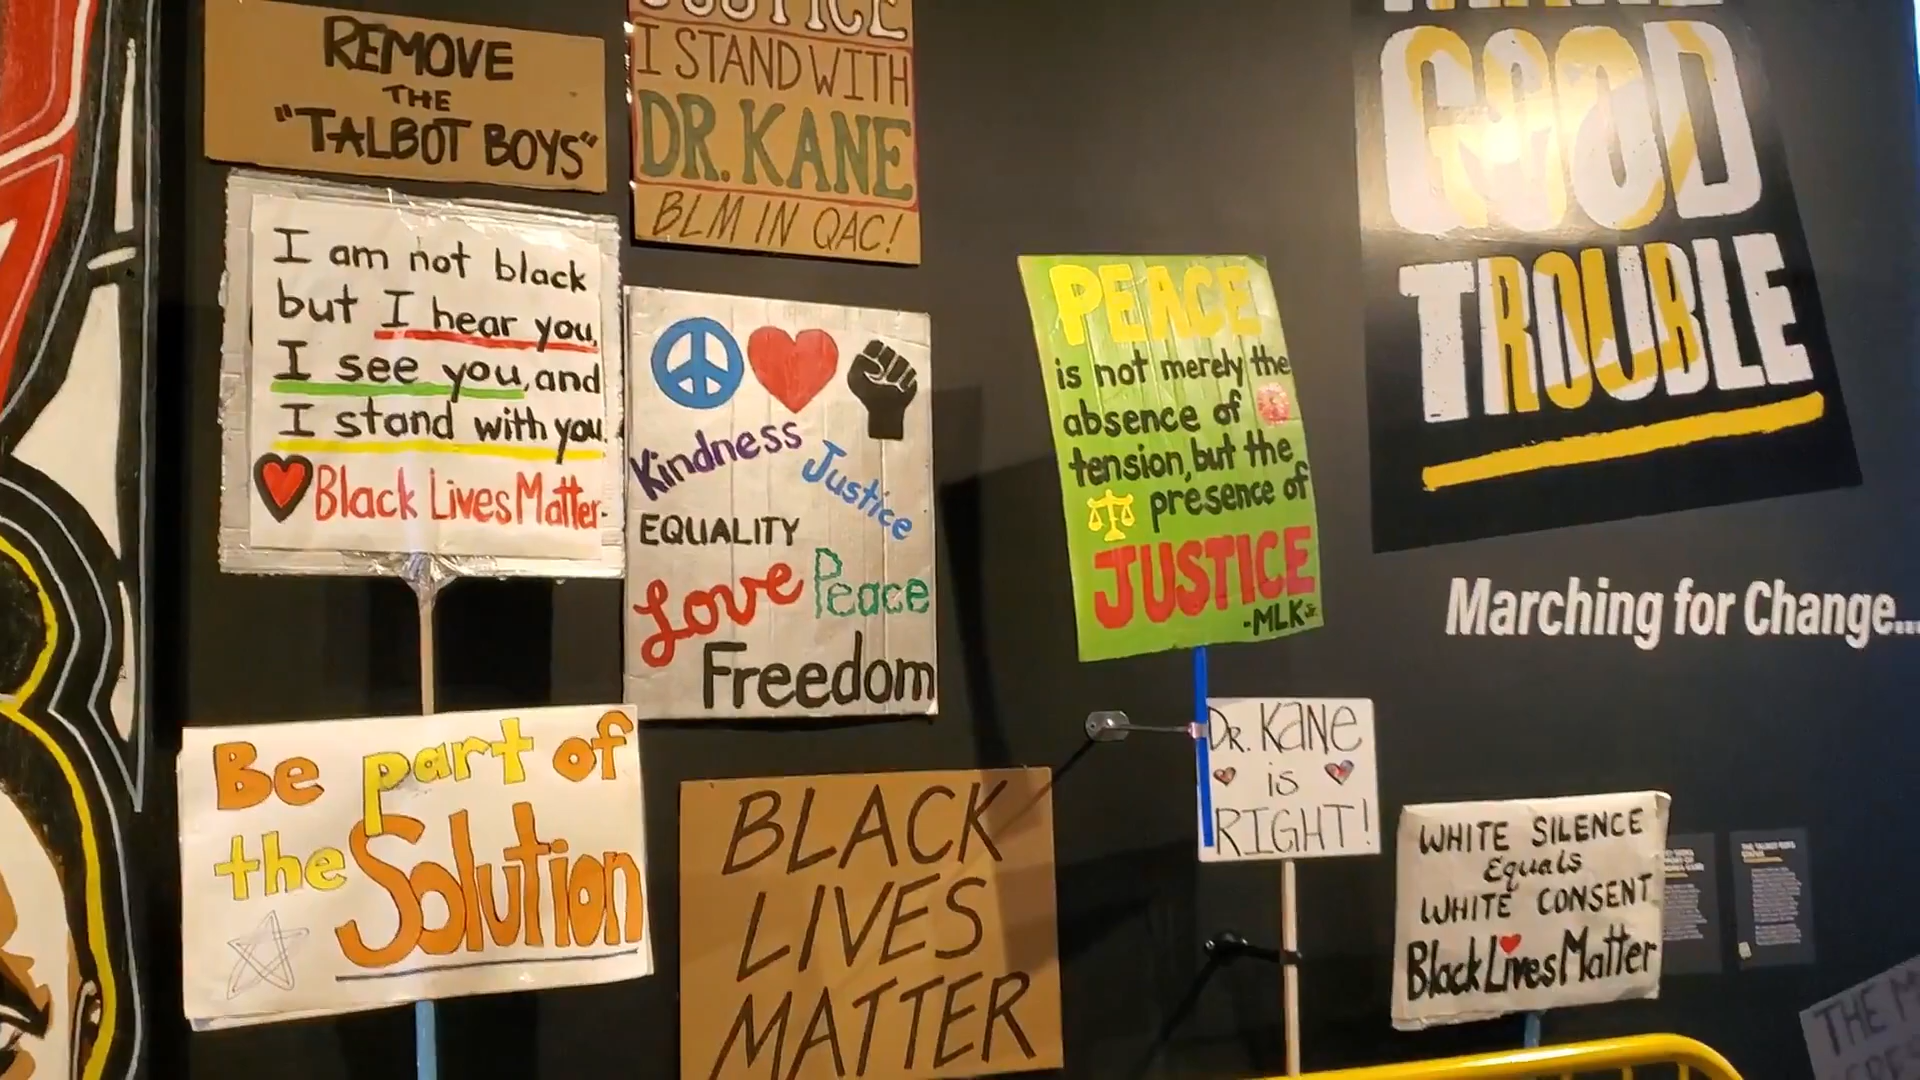 REMOVE
THE
"TALBOT BOYS"
JUSTICE
I STAND WITH
DR. KANE
BLM IN QAC!
I am not black
but I hear you,
I see you, and
I stand with you.
Black Lives Matter.
Kindness
Justice
EQUALITY
Love Peace
Freedom
Be part of
the Solution
BLACK
LIVES
MATTER
PEACE
is not merely the
absence of
tension, but the
presence of
JUSTICE
-MLK Jr.
DR. KANE
is
RIGHT!
WHITE SILENCE
Equals
WHITE CONSENT
Black Lives Matter
GOOD
TROUBLE
Marching for Change...
THE